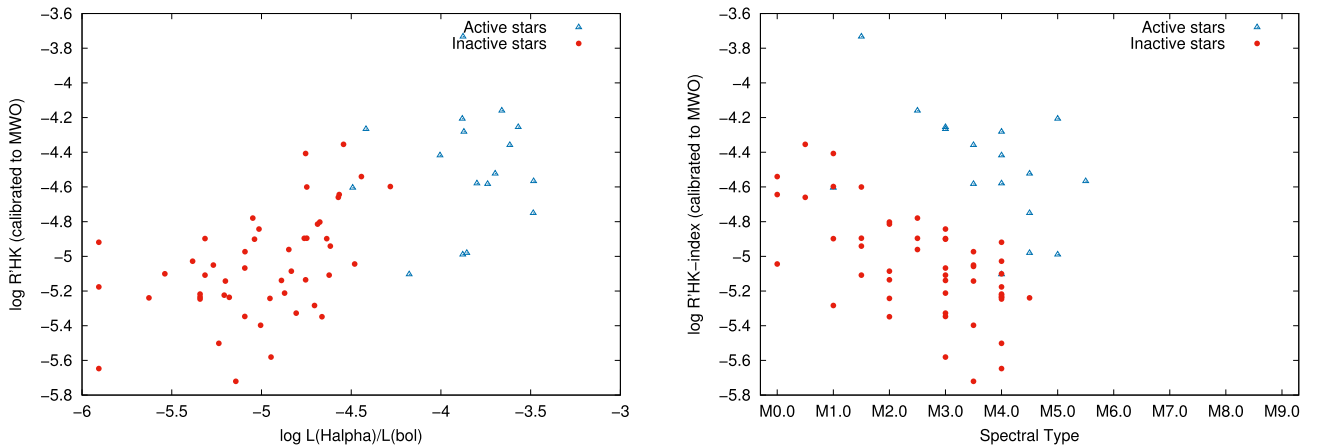 −3.6
−3.8
−4
−4.2
−4.4
−4.6
−4.8
−5
−5.2
−5.4
−5.6
−5.8
−6 −5.5 −5 −4.5 −4 −3.5 −3
log R'HK (calibrated to MWO)
log L(Halpha)/L(bol)
Active stars
Inactive stars
−3.6
−3.8
−4
−4.2
−4.4
−4.6
−4.8
−5
−5.2
−5.4
−5.6
−5.8
M0.0 M1.0 M2.0 M3.0 M4.0 M5.0 M6.0 M7.0 M8.0 M9.0
log R'HK−index (calibrated to MWO)
Spectral Type
Active stars
Inactive stars